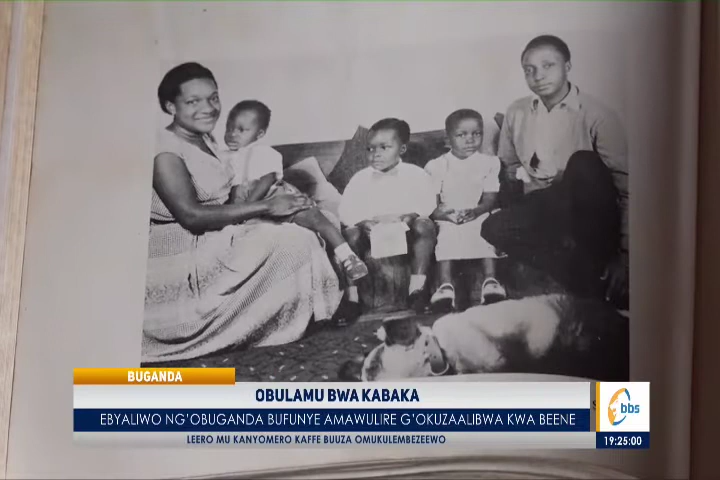 BUGANDA
OBULAMU BWA KABAKA
EBYALIWO NG'OBUGANDA BUFUNYE AMAWULIRE G'OKUZAALIBWA KWA BEENE
LEERO MU KANYOMERO KAFFE BUUZA OMUKULEMBEZEEWO
bbs
19:25:00